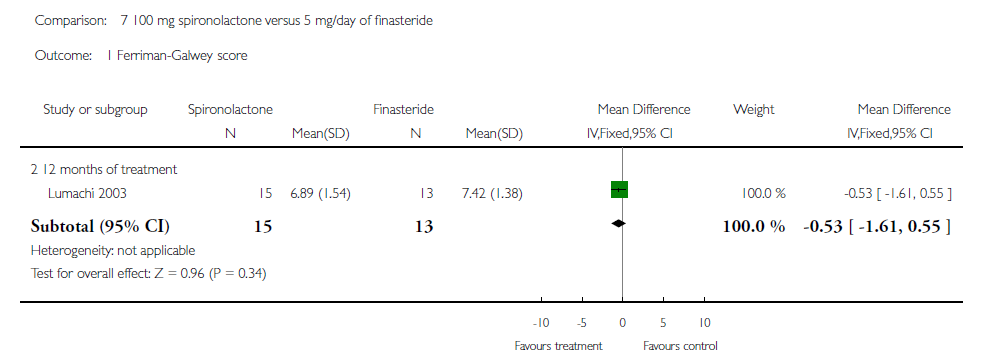 Comparison: 7 100 mg spironolactone versus 5 mg/day of finasteride
Outcome: 1 Ferriman-Galwey score
Study or subgroup Spironolactone Finasteride Mean Difference Weight Mean Difference
N Mean(SD) N Mean(SD) IV,Fixed,95% CI IV,Fixed,95% CI
2 12 months of treatment
Lumachi 2003 15 6.89 (1.54) 13 7.42 (1.38) 100.0 % -0.53 [ -1.61, 0.55 ]
Subtotal (95% CI) 15 13 100.0 % -0.53 [ -1.61, 0.55 ]
Heterogeneity: not applicable
Test for overall effect: Z = 0.96 (P = 0.34)
-10 -5 0 5 10
Favours treatment Favours control